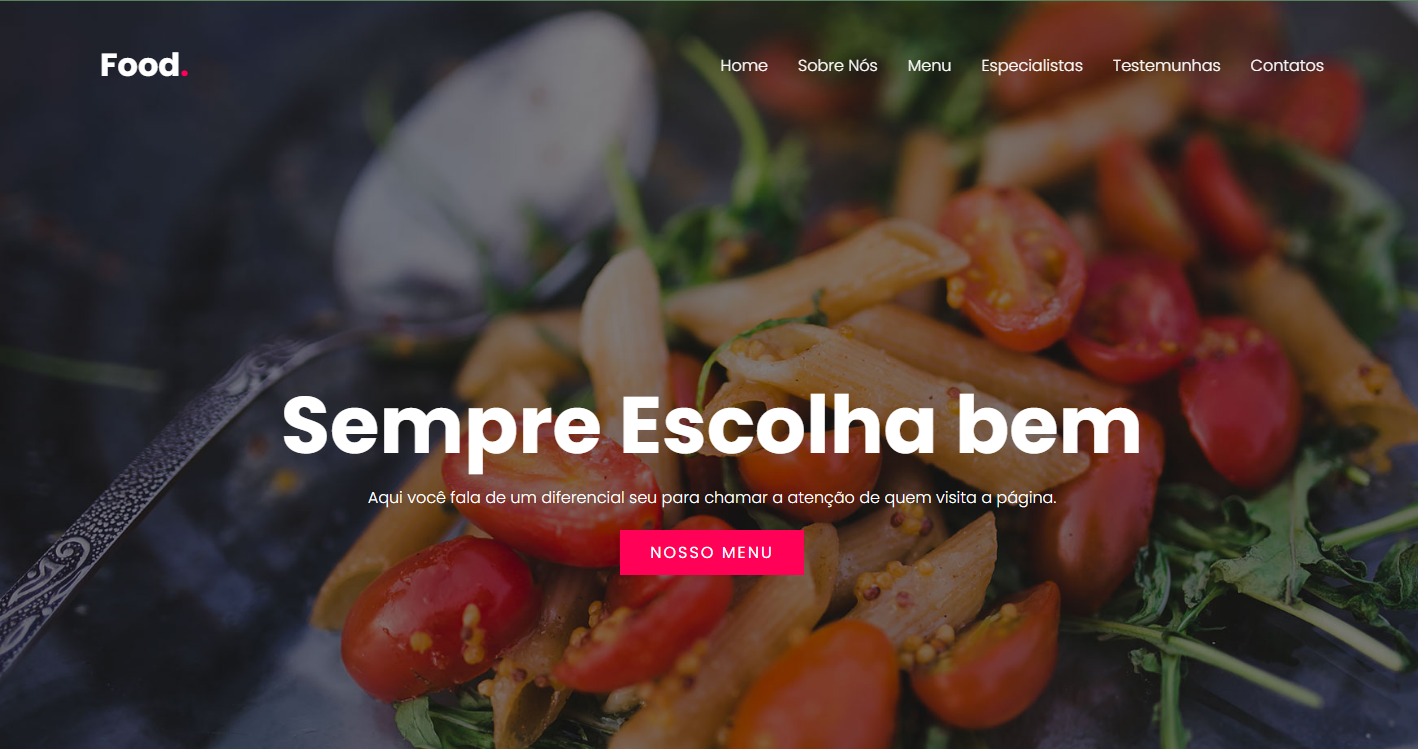 Food.
Home Sobre Nós Menu Especialistas Testemunhas Contatos
Sempre Escolha bem
Aqui você fala de um diferencial seu para chamar a atenção de quem visita a página.
NOSSO MENU